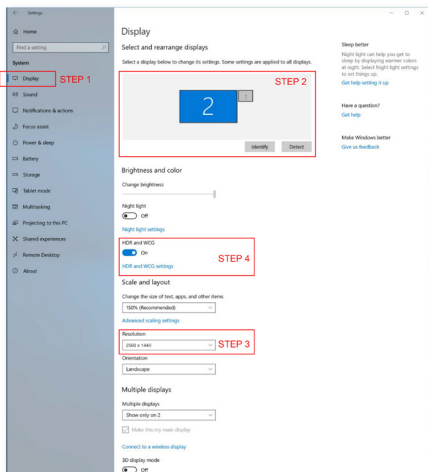 Settings
Home
Find a setting
System
Display
STEP 1
Sound
Notifications & actions
Focus assist
Power & sleep
Battery
Storage
Tablet mode
Multitasking
Projecting to this PC
Shared experiences
Remote Desktop
About
Display
Select and rearrange displays
Select a display below to change its settings. Some settings are applied to all displays.
STEP 2
2
1
Identify
Detect
Brightness and color
Change brightness
Night light
Off
Night light settings
HDR and WCG
On
HDR and WCG settings
STEP 4
Scale and layout
Change the size of text, apps, and other items
150% (Recommended)
Advanced scaling settings
Resolution
2560 x 1440
STEP 3
Orientation
Landscape
Multiple displays
Multiple displays
Show only on 2
Make this my main display
Connect to a wireless display
3D display mode
Off
Sleep better
Night light can help you get to
sleep by displaying warmer colors
at night. Select Night light settings
to set things up.
Get help setting it up
Have a question?
Get help
Make Windows better
Give us feedback